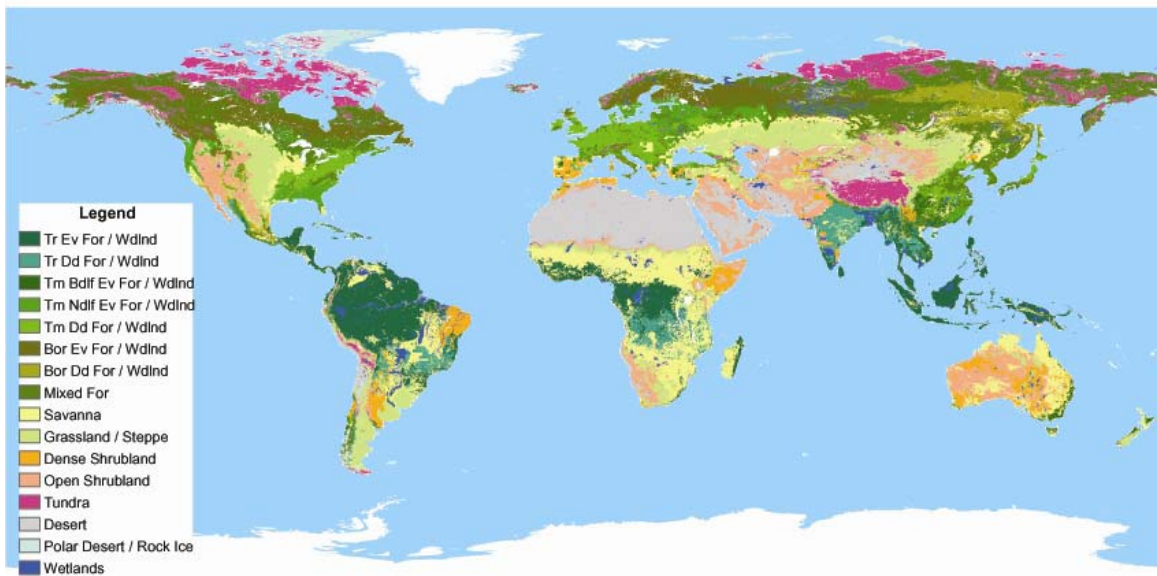 Legend
Tr Ev For / Wdlnd
Tr Dd For / Wdlnd
Tm Bdlf Ev For / Wdlnd
Tm Ndlf Ev For / Wdlnd
Tm Dd For / Wdlnd
Bor Ev For / Wdlnd
Bor Dd For / Wdlnd
Mixed For
Savanna
Grassland / Steppe
Dense Shrubland
Open Shrubland
Tundra
Desert
Polar Desert / Rock Ice
Wetlands